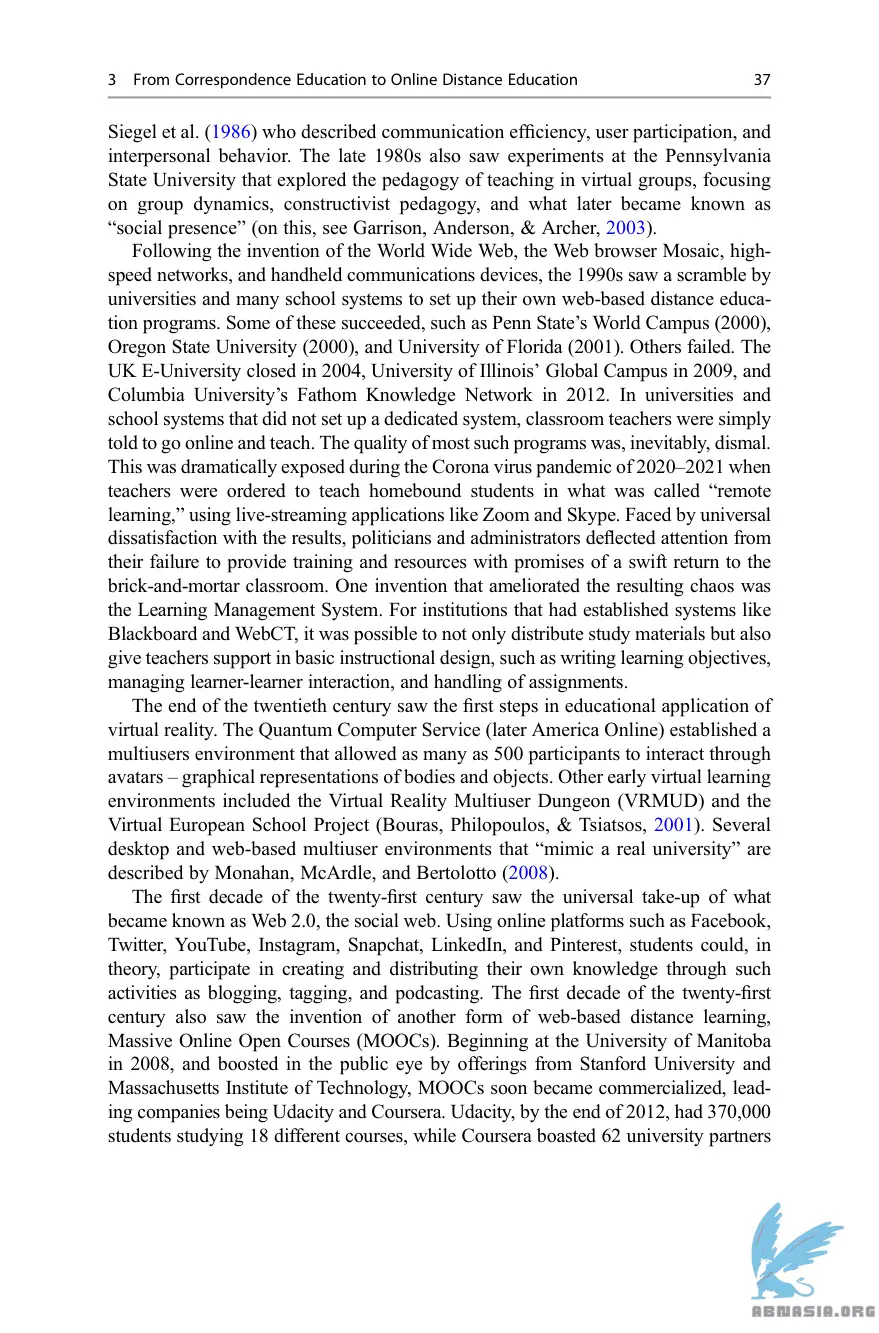 3 From Correspondence Education to Online Distance Education 37
Siegel et al. (1986) who described communication efficiency, user participation, and
interpersonal behavior. The late 1980s also saw experiments at the Pennsylvania
State University that explored the pedagogy of teaching in virtual groups, focusing
on group dynamics, constructivist pedagogy, and what later became known as
“social presence” (on this, see Garrison, Anderson, & Archer, 2003).
Following the invention of the World Wide Web, the Web browser Mosaic, high-
speed networks, and handheld communications devices, the 1990s saw a scramble by
universities and many school systems to set up their own web-based distance educa-
tion programs. Some of these succeeded, such as Penn State’s World Campus (2000),
Oregon State University (2000), and University of Florida (2001). Others failed. The
UK E-University closed in 2004, University of Illinois’ Global Campus in 2009, and
Columbia University’s Fathom Knowledge Network in 2012. In universities and
school systems that did not set up a dedicated system, classroom teachers were simply
told to go online and teach. The quality of most such programs was, inevitably, dismal.
This was dramatically exposed during the Corona virus pandemic of 2020–2021 when
teachers were ordered to teach homebound students in what was called “remote
learning,” using live-streaming applications like Zoom and Skype. Faced by universal
dissatisfaction with the results, politicians and administrators deflected attention from
their failure to provide training and resources with promises of a swift return to the
brick-and-mortar classroom. One invention that ameliorated the resulting chaos was
the Learning Management System. For institutions that had established systems like
Blackboard and WebCT, it was possible to not only distribute study materials but also
give teachers support in basic instructional design, such as writing learning objectives,
managing learner-learner interaction, and handling of assignments.
The end of the twentieth century saw the first steps in educational application of
virtual reality. The Quantum Computer Service (later America Online) established a
multiusers environment that allowed as many as 500 participants to interact through
avatars – graphical representations of bodies and objects. Other early virtual learning
environments included the Virtual Reality Multiuser Dungeon (VRMUD) and the
Virtual European School Project (Bouras, Philopoulos, & Tsiatsos, 2001). Several
desktop and web-based multiuser environments that “mimic a real university” are
described by Monahan, McArdle, and Bertolotto (2008).
The first decade of the twenty-first century saw the universal take-up of what
became known as Web 2.0, the social web. Using online platforms such as Facebook,
Twitter, YouTube, Instagram, Snapchat, LinkedIn, and Pinterest, students could, in
theory, participate in creating and distributing their own knowledge through such
activities as blogging, tagging, and podcasting. The first decade of the twenty-first
century also saw the invention of another form of web-based distance learning,
Massive Online Open Courses (MOOCs). Beginning at the University of Manitoba
in 2008, and boosted in the public eye by offerings from Stanford University and
Massachusetts Institute of Technology, MOOCs soon became commercialized, lead-
ing companies being Udacity and Coursera. Udacity, by the end of 2012, had 370,000
students studying 18 different courses, while Coursera boasted 62 university partners
ABNASIA.ORG